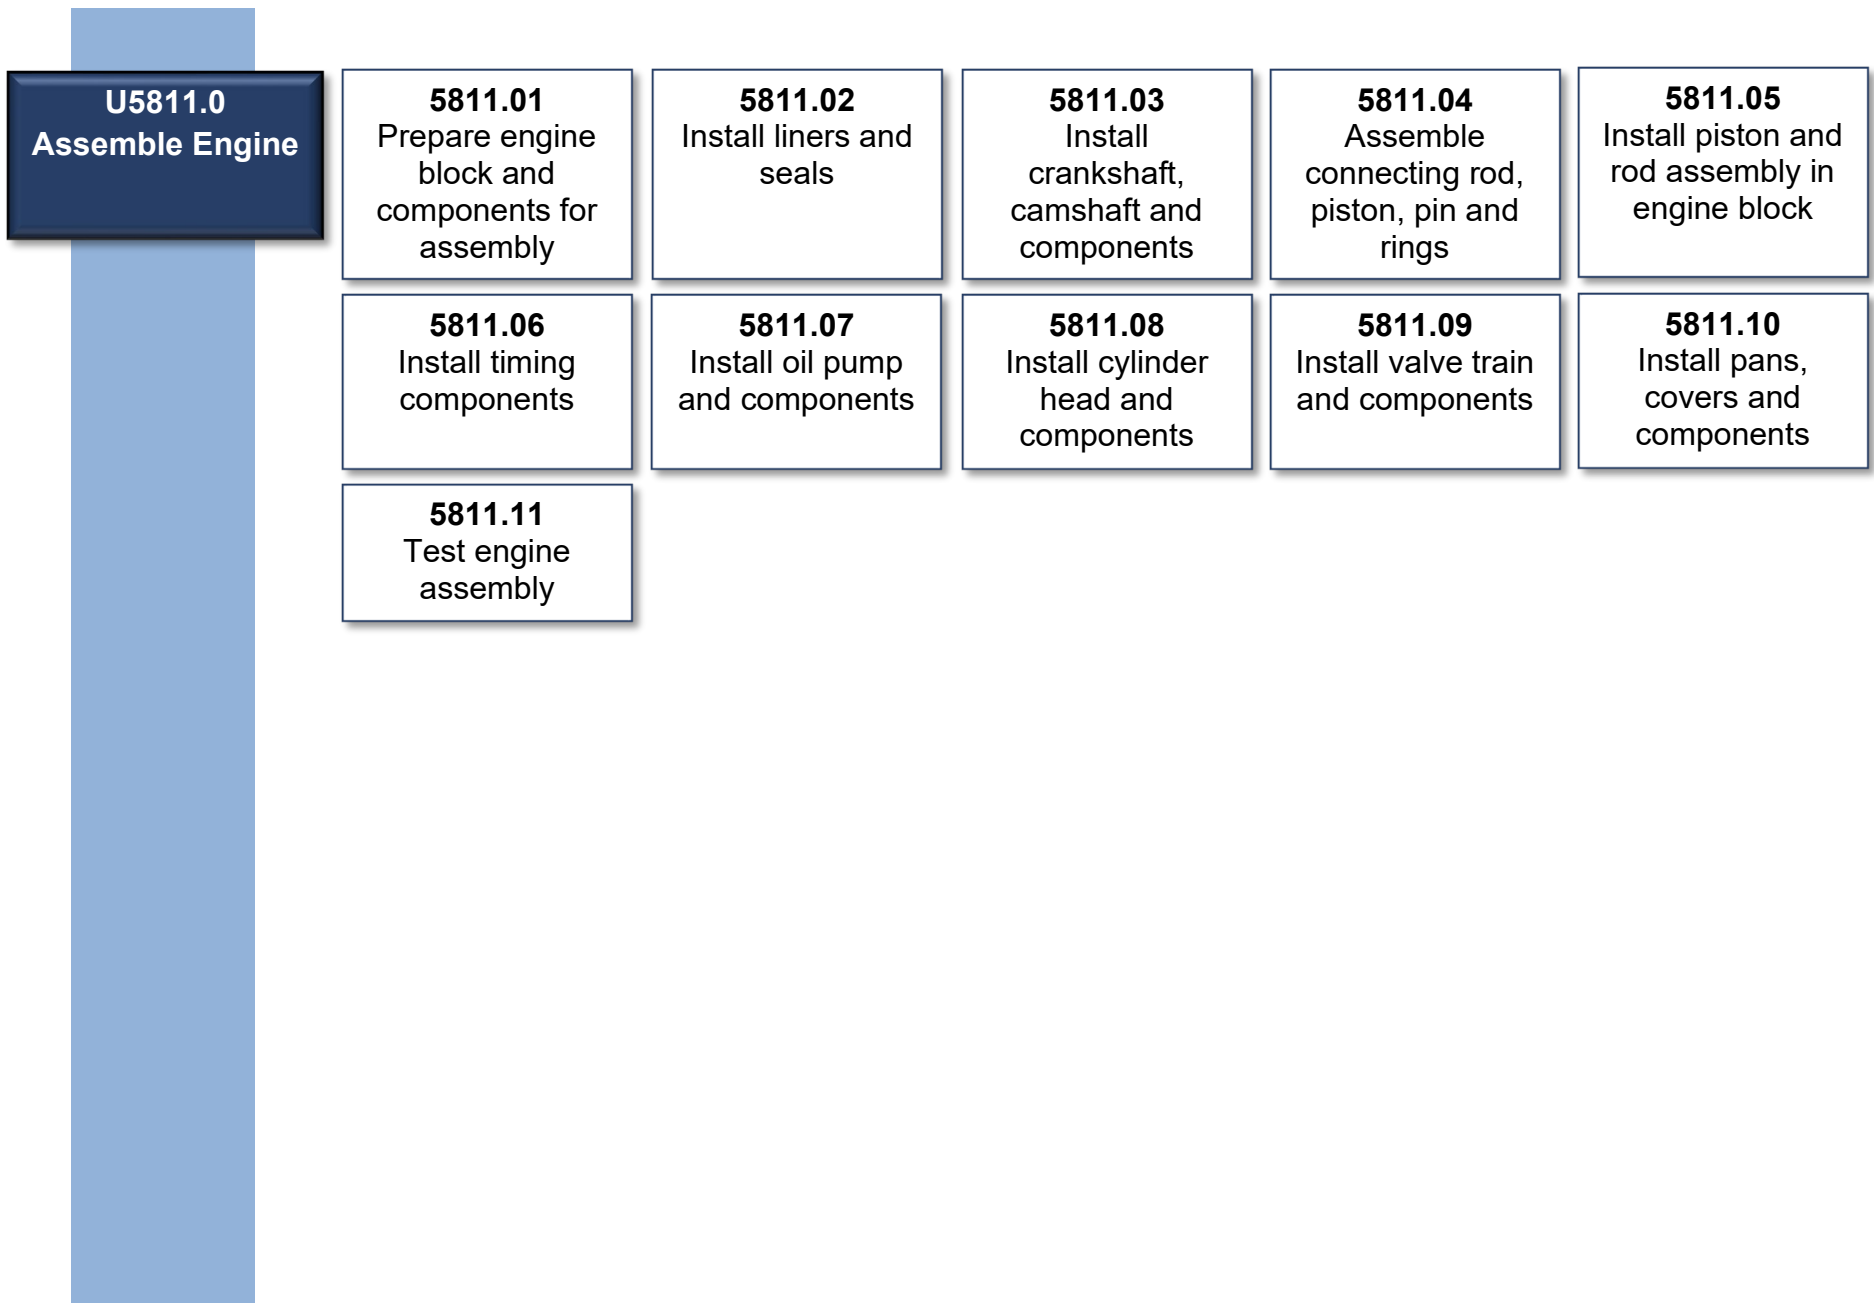 U5811.0
Assemble Engine
5811.01
Prepare engine
block and
components for
assembly
5811.02
Install liners and
seals
5811.03
Install
crankshaft,
camshaft and
components
5811.04
Assemble
connecting rod,
piston, pin and
rings
5811.05
Install piston and
rod assembly in
engine block
5811.06
Install timing
components
5811.07
Install oil pump
and components
5811.08
Install cylinder
head and
components
5811.09
Install valve train
and components
5811.10
Install pans,
covers and
components
5811.11
Test engine
assembly